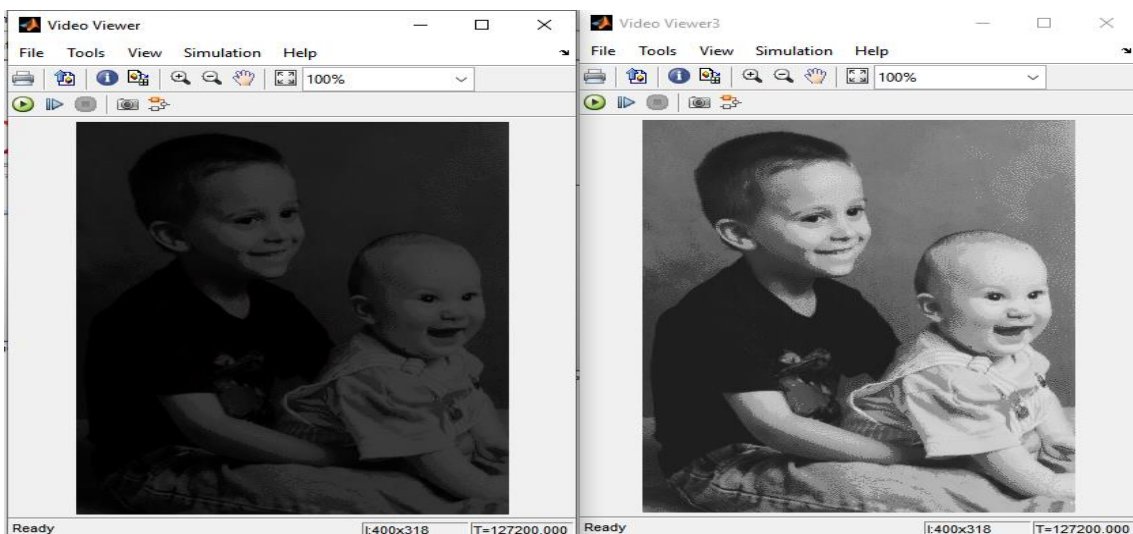 Video Viewer
File Tools View Simulation Help
100%
Ready I:400x318 T=127200.000
Video Viewer3
File Tools View Simulation Help
100%
Ready I:400x318 T=127200.000